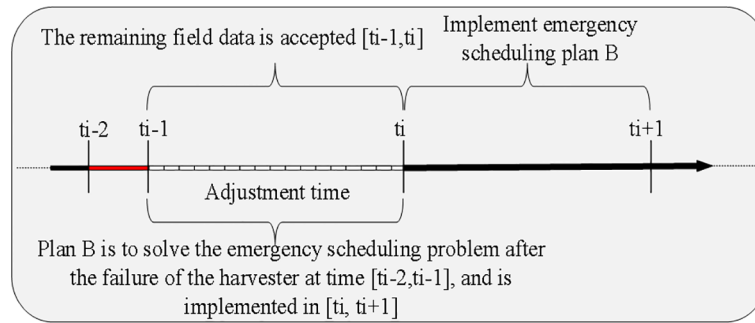 The remaining field data is accepted [ti-1,ti]
Implement emergency
scheduling plan B
ti-2
ti-1
ti
ti+1
Adjustment time
Plan B is to solve the emergency scheduling problem after
the failure of the harvester at time [ti-2,ti-1], and is
implemented in [ti, ti+1]